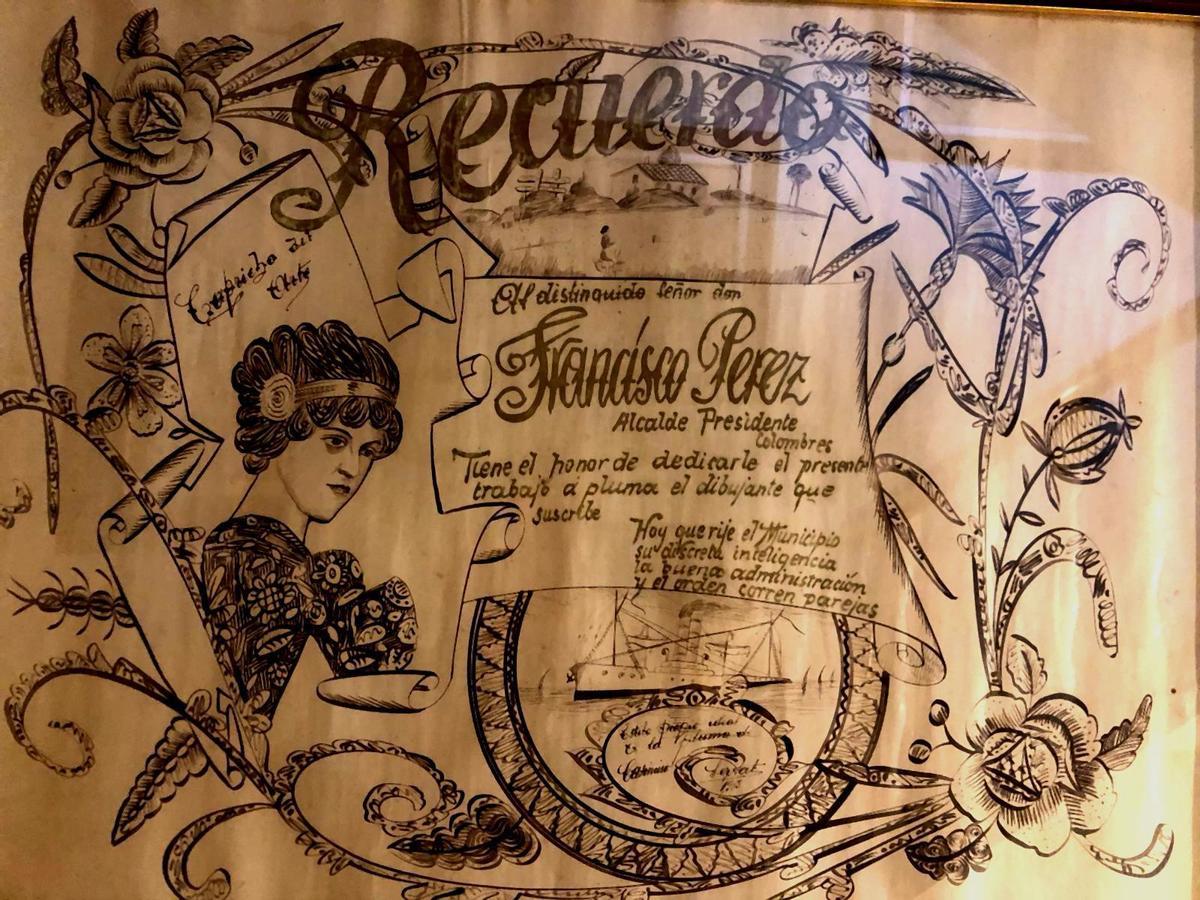 Recuerdo
Capricho del
Arte
Al distinguido señor don
Francisco Perez
Alcalde Presidente
Colombres
Tiene el honor de dedicarle el presente
trabajo á pluma el dibujante que
suscribe
Hoy que rije el Municipio
su discreta inteligencia
la buena administración
y el orden corren parejas